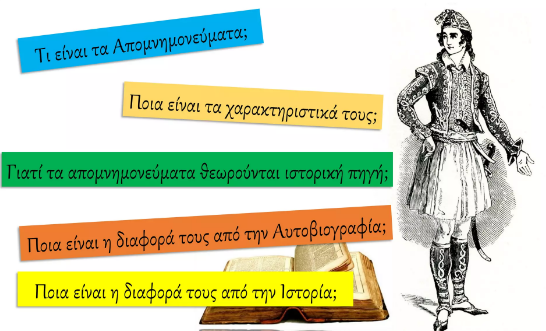 Τι είναι τα Απομνημονεύματα;
Ποια είναι τα χαρακτηριστικά τους;
Γιατί τα απομνημονεύματα θεωρούνται ιστορική πηγή;
Ποια είναι η διαφορά τους από την Αυτοβιογραφία;
Ποια είναι η διαφορά τους από την Ιστορία;